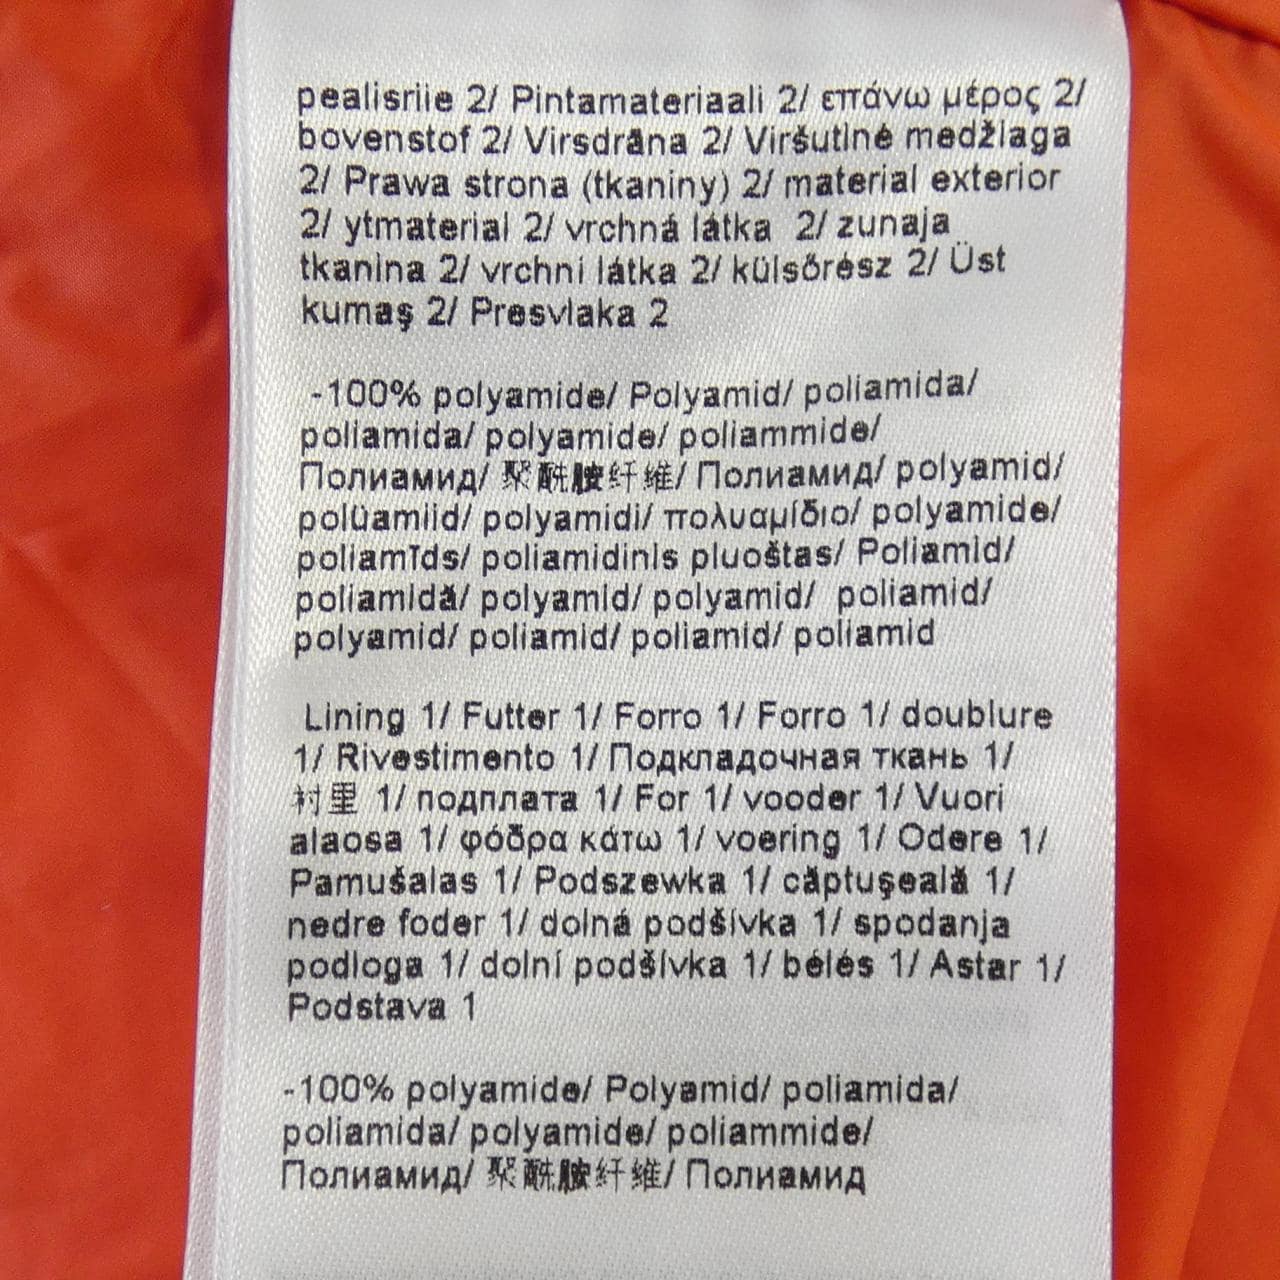 pealisriie 2/ Pintamateriaali 2/ επάνω μέρος 2/
bovenstof 2/ Virsdrāna 2/ Viršutinė medžiaga
2/ Prawa strona (tkaniny) 2/ material exterior
2/ ytmaterial 2/ vrchná látka 2/ zunaja
tkanina 2/ vrchní látka 2/ külsőrész 2/ Üst
kumaş 2/ Presvlaka 2
-100% polyamide/ Polyamid/ poliamida/
poliamida/ polyamide/ poliammide/
Полиамид/ 聚酰胺纤维/ Полиамид/ polyamid/
polüamiid/ polyamidi/ πολυαμίδιο/ polyamide/
poliamīds/ poliamidinis pluoštas/ Poliamid/
poliamidă/ polyamid/ polyamid/ poliamid/
polyamid/ poliamid/ poliamid/ poliamid
Lining 1/ Futter 1/ Forro 1/ Forro 1/ doublure
1/ Rivestimento 1/ Подкладочная ткань 1/
衬里 1/ подплата 1/ For 1/ vooder 1/ Vuori
alaosa 1/ φόδρα κάτω 1/ voering 1/ Odere 1/
Pamušalas 1/ Podszewka 1/ căptuşeală 1/
nedre foder 1/ dolná podšívka 1/ spodanja
podloga 1/ dolní podšívka 1/ bélés 1/ Astar 1/
Podstava 1
-100% polyamide/ Polyamid/ poliamida/
poliamida/ polyamide/ poliammide/
Полиамид/ 聚酰胺纤维/ Полиамид